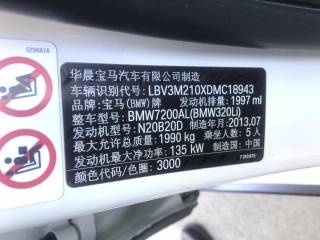 0296616
华晨宝马汽车有限公司制造
车辆识别代号: LBV3M210XDMC18943
品牌: 宝马(BMW)牌 发动机排量: 1997 ml
整车型号: BMW7200AL(BMW320Li)
发动机型号: N20B20D 制造年月: 2013.07
最大允许总质量: 1990 kg 乘坐人数: 5人
发动机最大净功率: 135 kW 制造国: 中国
颜色代码/色圈: 3000